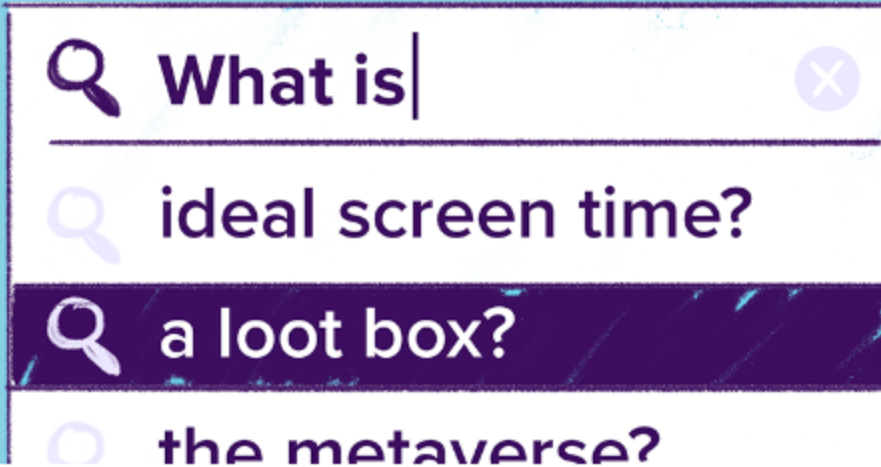 What is
ideal screen time?
a loot box?
the metaverse?